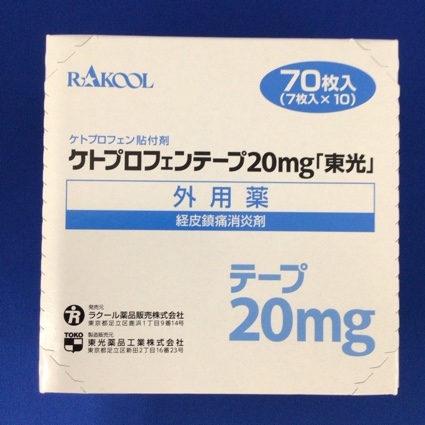 RAKOOL
70枚入
(7枚入×10)
ケトプロフェン貼付剤
ケトプロフェンテープ20mg「東光」
外用薬
経皮鎮痛消炎剤
テープ
20mg
発売元
ラクール薬品販売株式会社
東京都足立区鹿浜1丁目9番14号
TOKO
製造販売元
東光薬品工業株式会社
東京都足立区新田2丁目16番23号